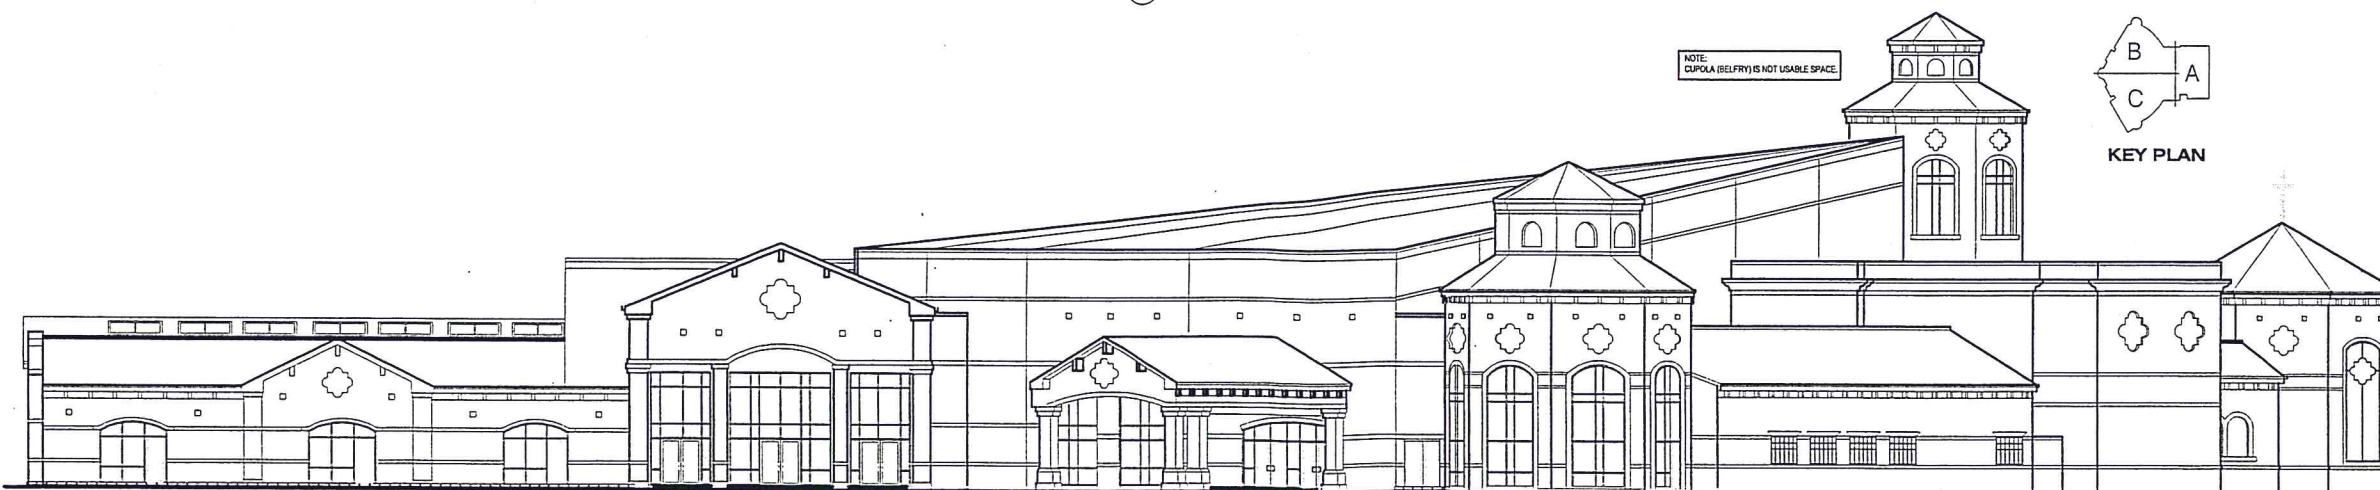 NOTE:
CUPOLA (BELFRY) IS NOT USABLE SPACE.
B
A
C
KEY PLAN